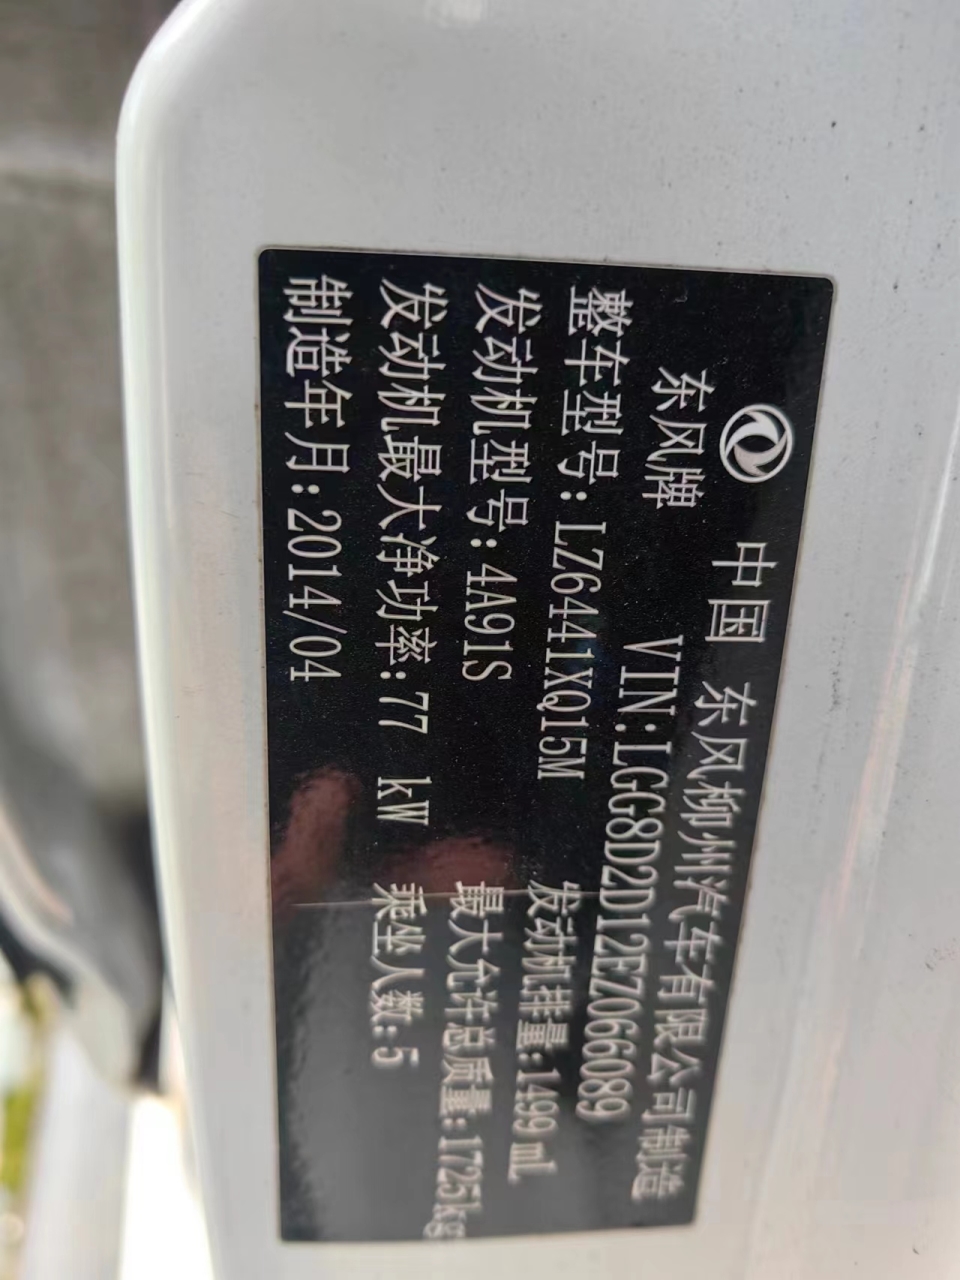 中国 东风柳州汽车有限公司制造
东风牌 VIN:LGG8D2D12EZ066089
整车型号:LZ6441XQ15M 发动机排量:1499 mL
发动机型号:4A91S 最大允许总质量:1725kg
发动机最大净功率:77 kW 乘坐人数:5
制造年月:2014/04